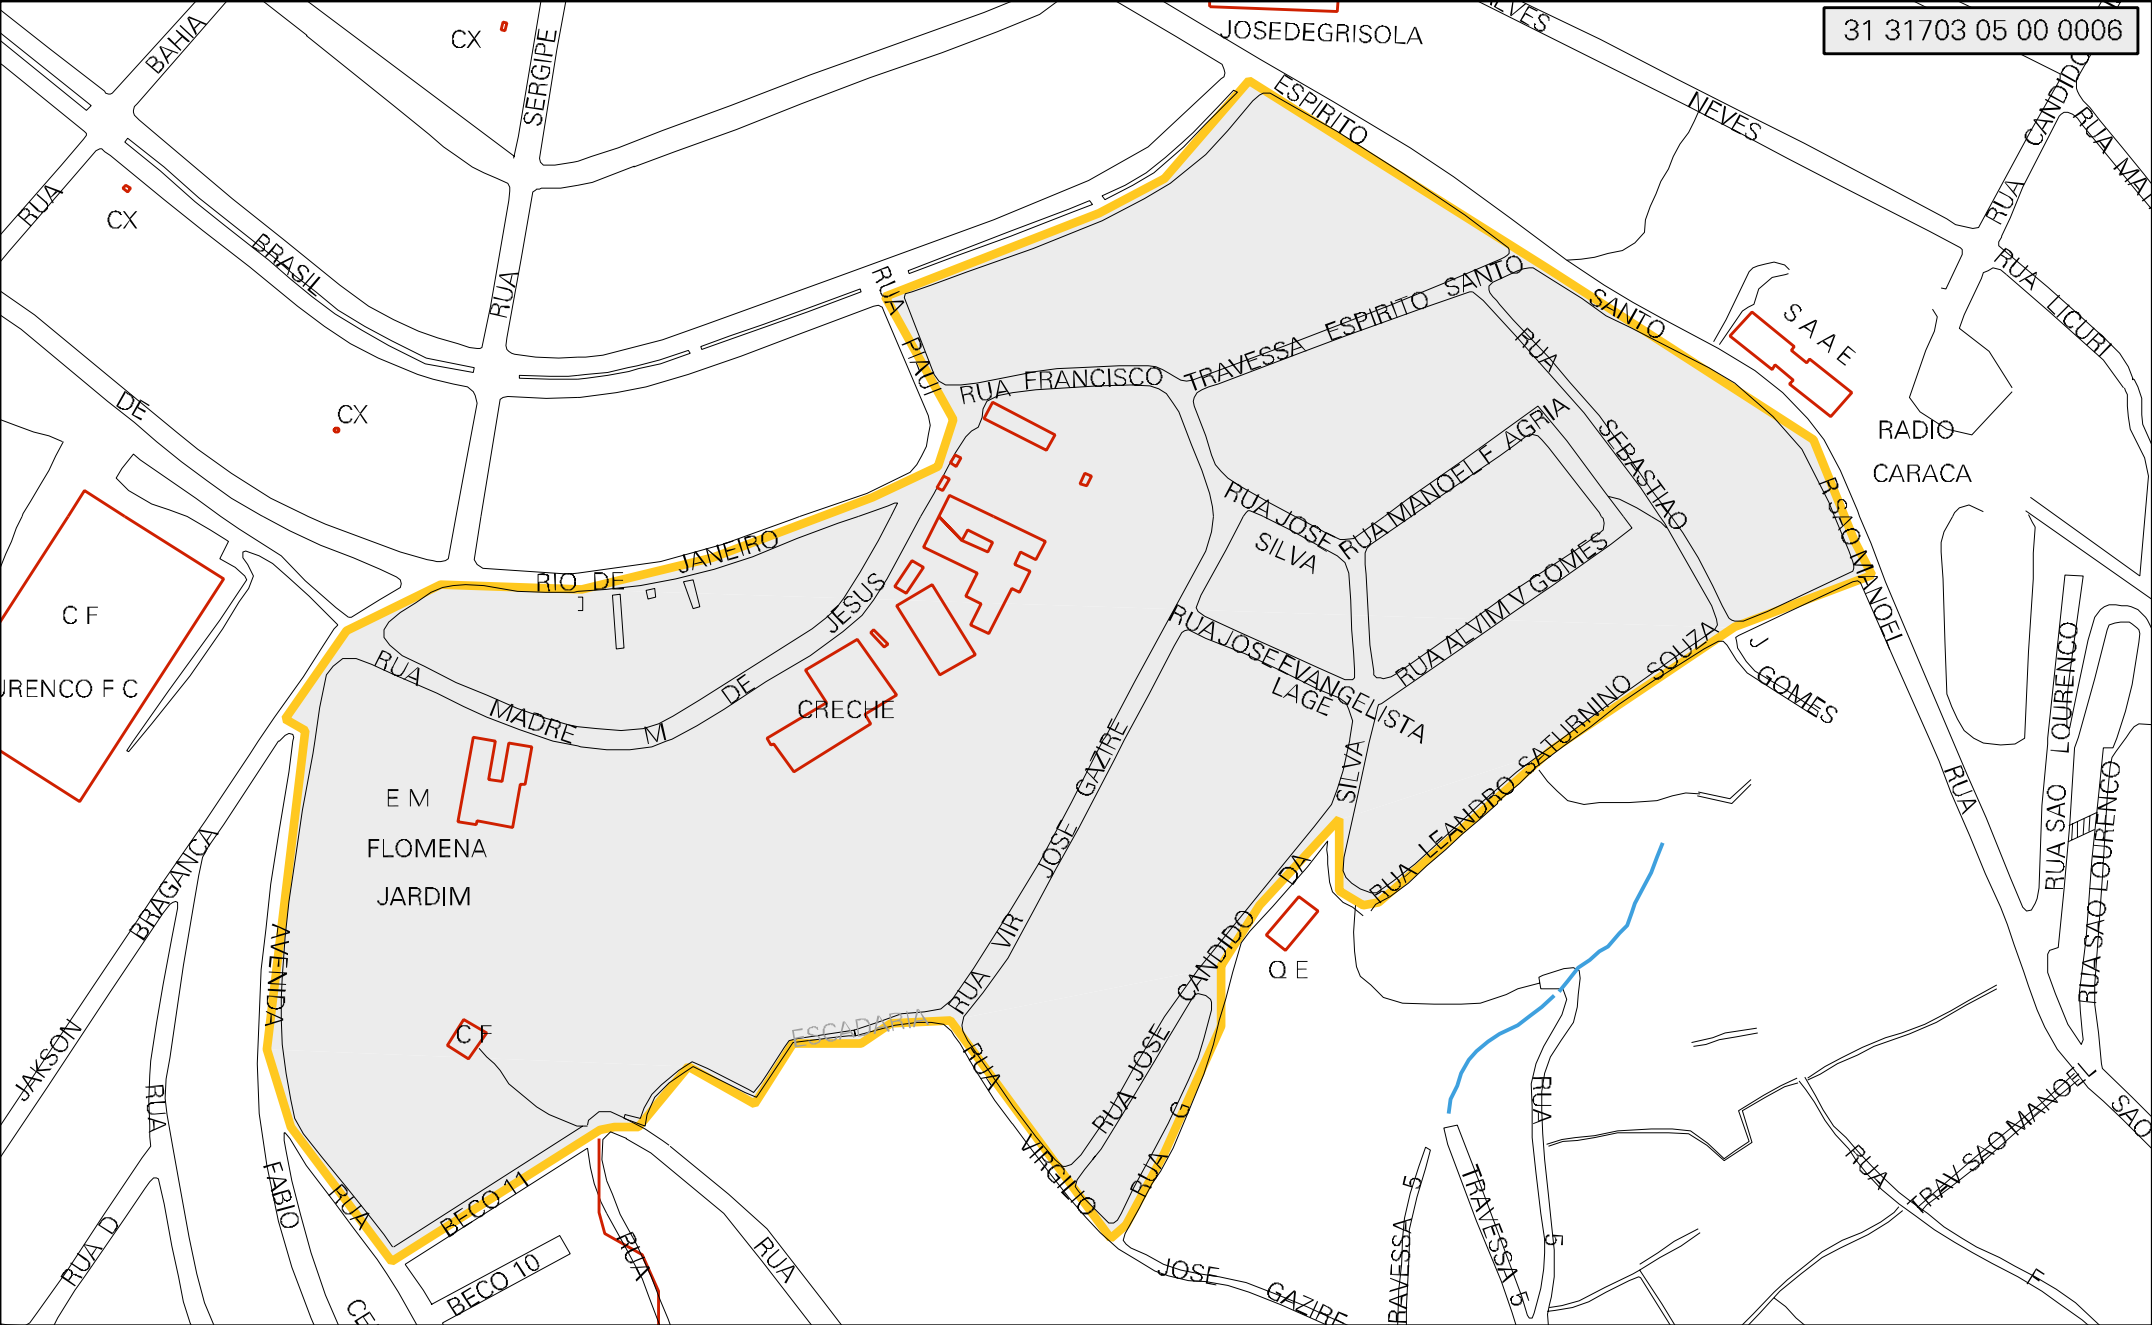 31 31703 05 00 0006
JOSEDEGRISOLA
CX
BAHIA
SERGIPE
ESPIRITO
NEVES
CANDIDO
RUA
CX
RUA
BRASIL
RUA
RUA PIAUI
TRAVESSA ESPIRITO SANTO
SANTO
S A A E
RUA LICURI
RUA FRANCISCO
RUA SEBASTIAO
DE
CX
RADIO
CARACA
RUA JOSE
SILVA
RUA MANOEL F AGRIA
R SAO MANOEL
RIO DE JANEIRO
C F
RUA ALVIM V GOMES
RUA JOSE EVANGELISTA
LAGE
RUA MADRE M DE JESUS
CRECHE
RUA LEANDRO SATURNINO SOUZA
J GOMES
E M
FLOMENA
JARDIM
RUA VIR JOSE GAZIRE
SILVA
RUA JOSE CANDIDO DA
Q E
RUA SAO LOURENCO
RUA SAO LOURENCO
RUA
JAKSON BRAGANCA
AVENIDA
FABIO
C F
ESCADARIA
RUA VIRGILIO
JOSE GAZIRE
RUA G
RUA
RUA D
RUA
BECO 11
BECO 10
RUA
RUA
TRAVESSA 5
RUA 5
RUA F
TRAV SAO MANOEL
SAO